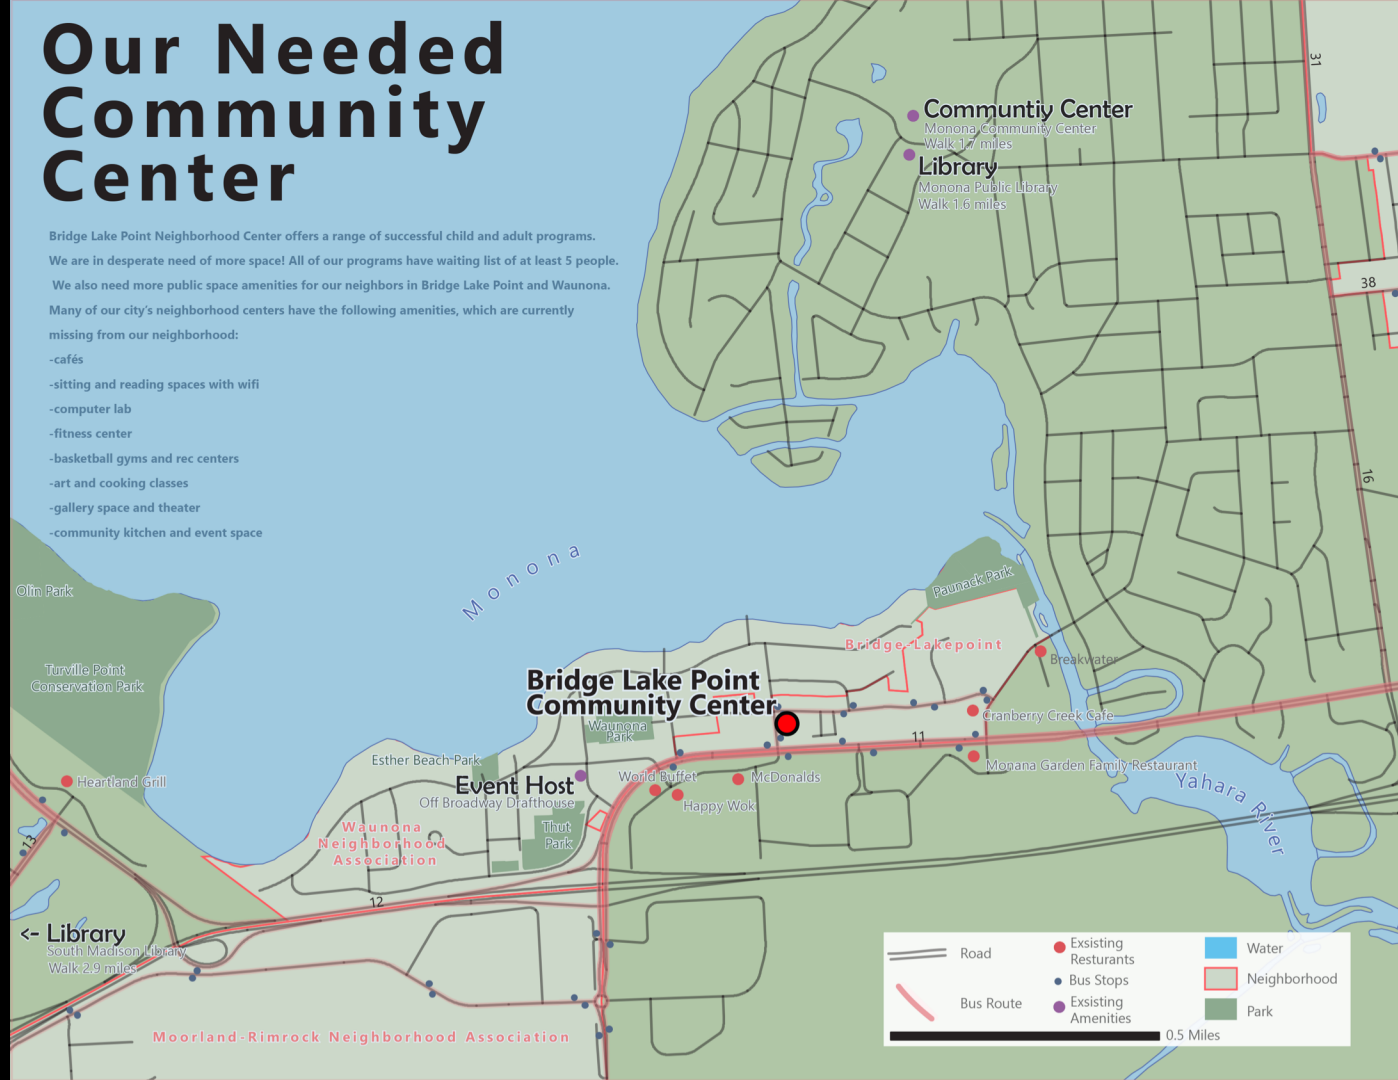 Our Needed
Community
Center
Bridge Lake Point Neighborhood Center offers a range of successful child and adult programs.
We are in desperate need of more space! All of our programs have waiting list of at least 5 people.
We also need more public space amenities for our neighbors in Bridge Lake Point and Waunona.
Many of our city's neighborhood centers have the following amenities, which are currently
missing from our neighborhood:
-cafés
-sitting and reading spaces with wifi
-computer lab
-fitness center
-basketball gyms and rec centers
-art and cooking classes
-gallery space and theater
-community kitchen and event space
31
Communtiy Center
Monona Community Center
Walk 1.7 miles
Library
Monona Public Library
Walk 1.6 miles
38
16
Monona
Olin Park
Turville Point
Conservation Park
Paunack Park
Bridge-Lakepoint
Breakwater
Bridge Lake Point
Community Center
Waunona
Park
Cranberry Creek Cafe
11
Monona Garden Family Restaurant
Esther Beach Park
Event Host
Off Broadway Drafthouse
World Buffet
McDonalds
Happy Wok
Heartland Grill
Yahara River
Waunona
Neighborhood
Association
Thut
Park
13
12
<- Library
South Madison Library
Walk 2.9 miles
Moorland-Rimrock Neighborhood Association
Road
Bus Route
Exsisting
Resturants
Bus Stops
Exsisting
Amenities
Water
Neighborhood
Park
0.5 Miles